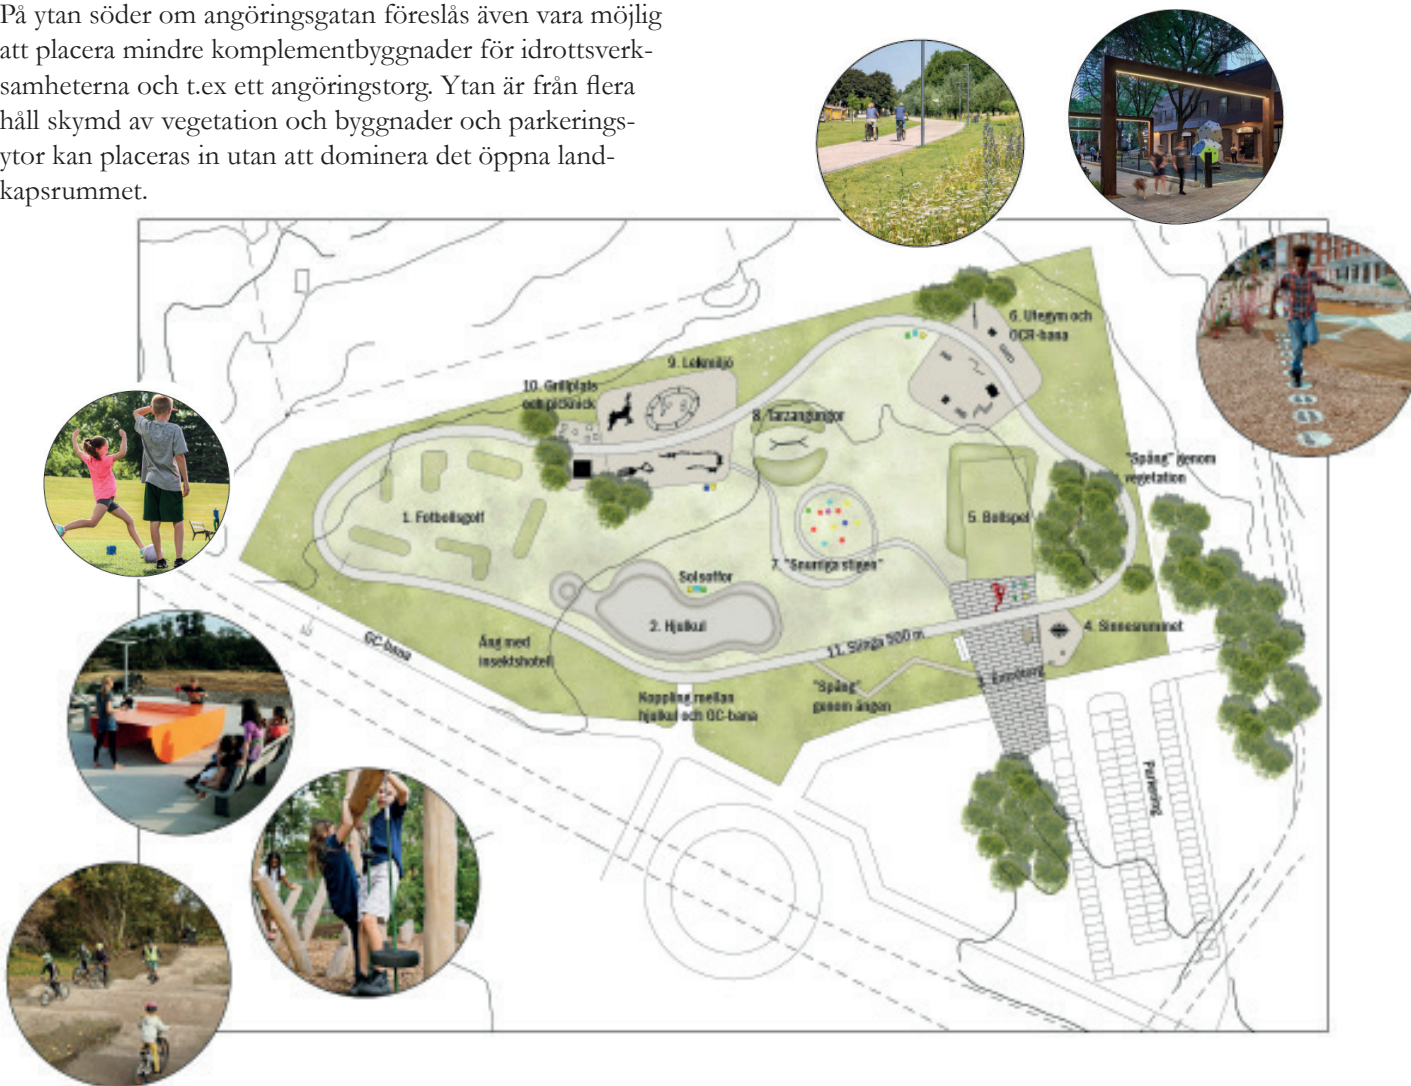 På ytan söder om angöringsgatan föreslås även vara möjlig
att placera mindre komplementbyggnader för idrottsverk-
samheterna och t.ex ett angöringstorg. Ytan är från flera
håll skymd av vegetation och byggnader och parkerings-
ytor kan placeras in utan att dominera det öppna land-
kapsrummet.
6. Utegym och
OCR-bana
9. Lekmiljö
10. Grillplats
och picknick
8. Tarzangungor
"Spång" genom
vegetation
1. Fotbollsgolf
5. Bollspel
7. "Snurriga stigen"
Solsoffor
2. Hjulkul
4. Sinnesrummet
11. Slinga 500 m
GC-bana
Äng med
insektshotell
3. Entrétorg
"Spång"
genom ängen
Koppling mellan
hjulkul och GC-bana
Parkering